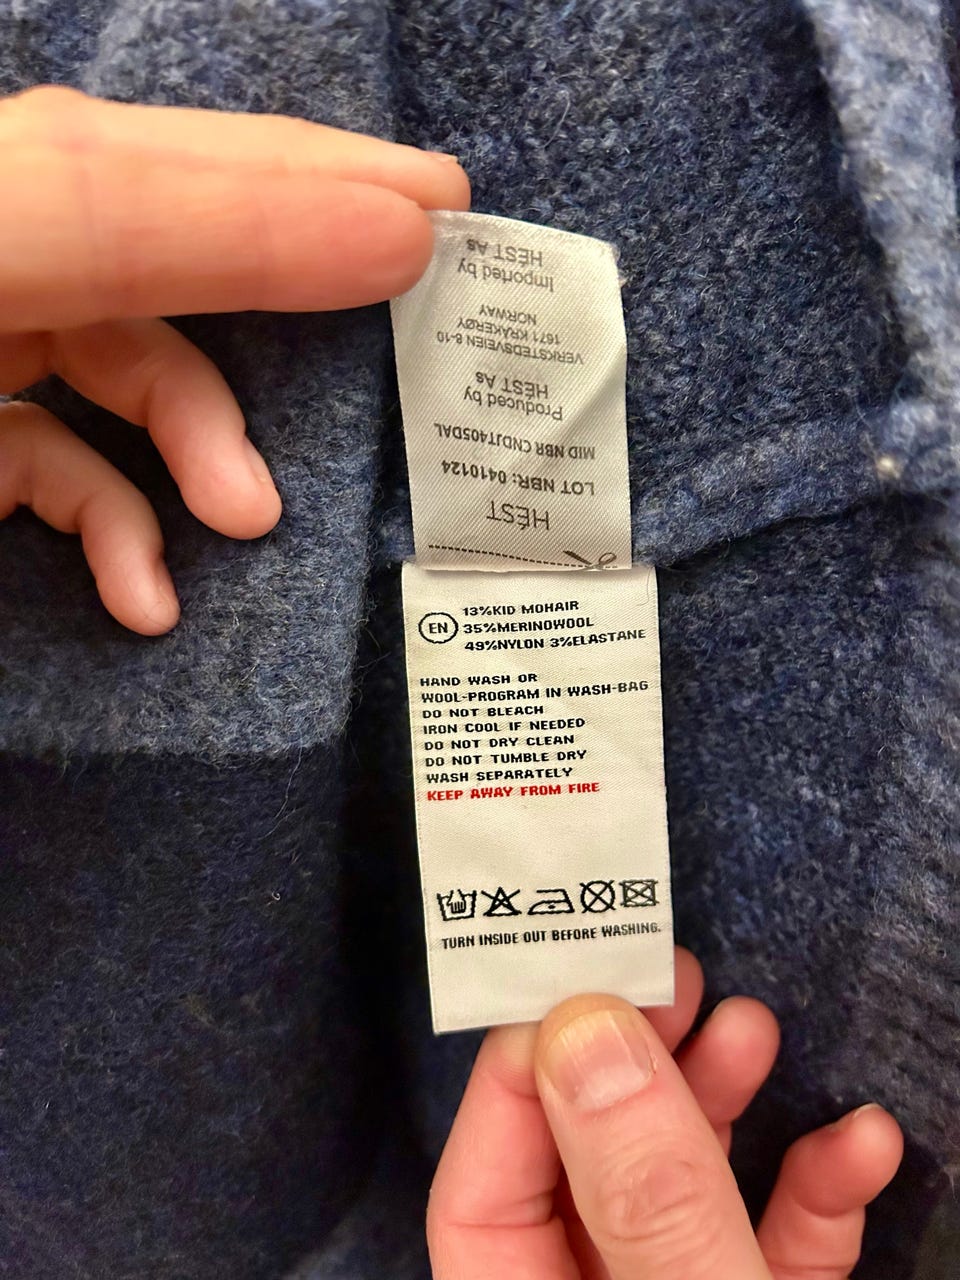 HÉST
LOT NBR: 0410124
MID NBR CNDJT405DAL
Produced by
HÉST As
VERKSTEDSVEIEN 8-10
1671 KRÅKERØY
NORWAY
Imported by
HÉST As
EN
13%KID MOHAIR
35%MERINOWOOL
49%NYLON 3%ELASTANE
HAND WASH OR
WOOL-PROGRAM IN WASH-BAG
DO NOT BLEACH
IRON COOL IF NEEDED
DO NOT DRY CLEAN
DO NOT TUMBLE DRY
WASH SEPARATELY
KEEP AWAY FROM FIRE
TURN INSIDE OUT BEFORE WASHING.